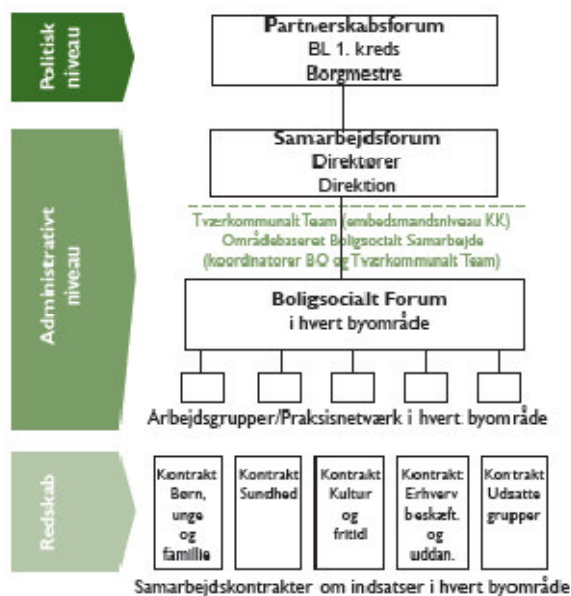 Politisk
niveau
Partnerskabsforum
BL 1. kreds
Borgmestre
Administrativt
niveau
Samarbejdsforum
Direktører
Direktion
Tværkommunalt Team (embedsmandsniveau KK)
Områdebaseret Boligsocialt Samarbejde
(koordinatorer BO og Tværkommunalt Team)
Boligsocialt Forum
i hvert byområde
Arbejdsgrupper/Praksisnetværk i hvert byområde
Redskab
Kontrakt
Børn,
unge
og
famillie
Kontrakt
Sundhed
Kontrakt
Kultur
og
fritid
Kontrakt
Erhverv
beskæft.
og
uddan.
Kontrakt
Udsatte
grupper
Samarbejdskontrakter om indsatser i hvert byområde